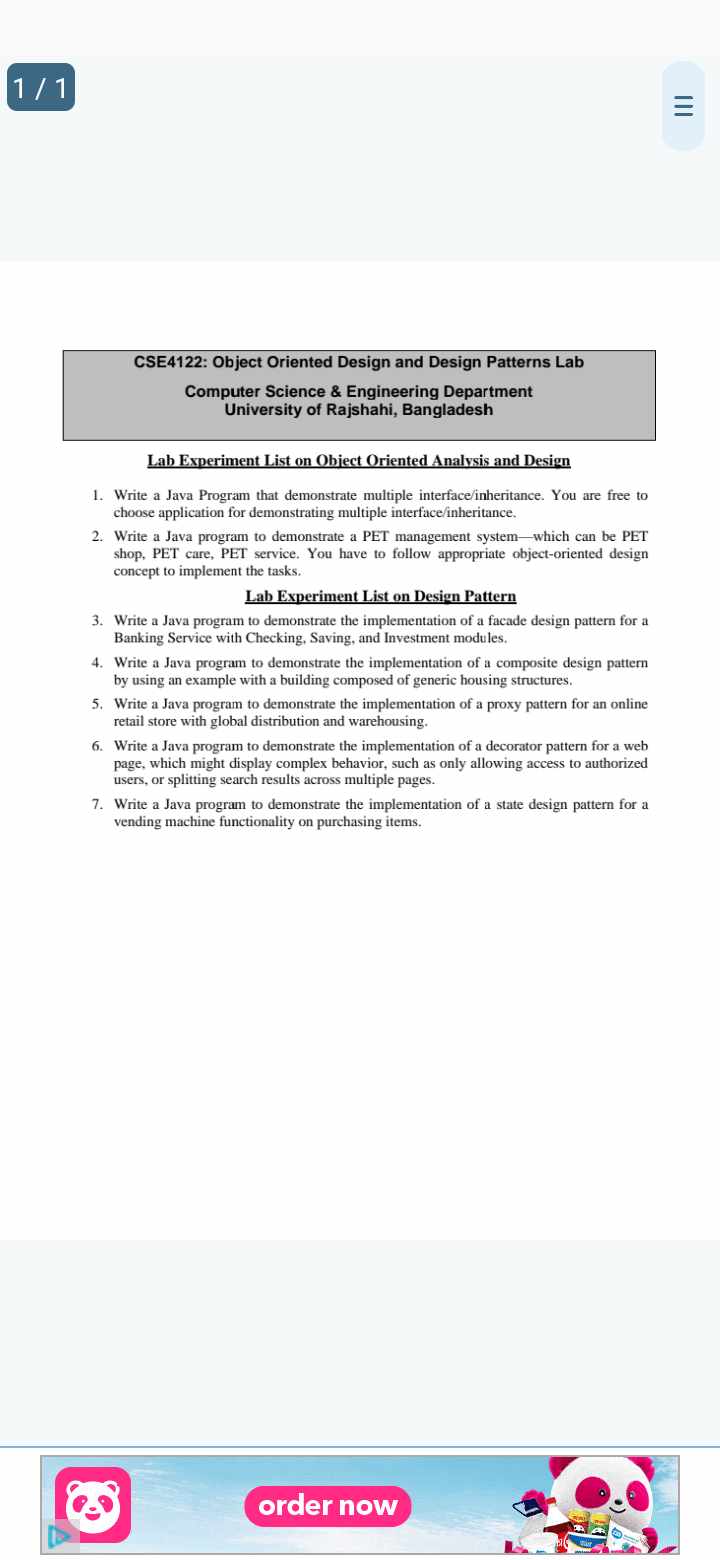 1 / 1
CSE4122: Object Oriented Design and Design Patterns Lab
Computer Science & Engineering Department
University of Rajshahi, Bangladesh
Lab Experiment List on Object Oriented Analysis and Design
1. Write a Java Program that demonstrate multiple interface/inheritance. You are free to
choose application for demonstrating multiple interface/inheritance.
2. Write a Java program to demonstrate a PET management system—which can be PET
shop, PET care, PET service. You have to follow appropriate object-oriented design
concept to implement the tasks.
Lab Experiment List on Design Pattern
3. Write a Java program to demonstrate the implementation of a facade design pattern for a
Banking Service with Checking, Saving, and Investment modules.
4. Write a Java program to demonstrate the implementation of a composite design pattern
by using an example with a building composed of generic housing structures.
5. Write a Java program to demonstrate the implementation of a proxy pattern for an online
retail store with global distribution and warehousing.
6. Write a Java program to demonstrate the implementation of a decorator pattern for a web
page, which might display complex behavior, such as only allowing access to authorized
users, or splitting search results across multiple pages.
7. Write a Java program to demonstrate the implementation of a state design pattern for a
vending machine functionality on purchasing items.
order now